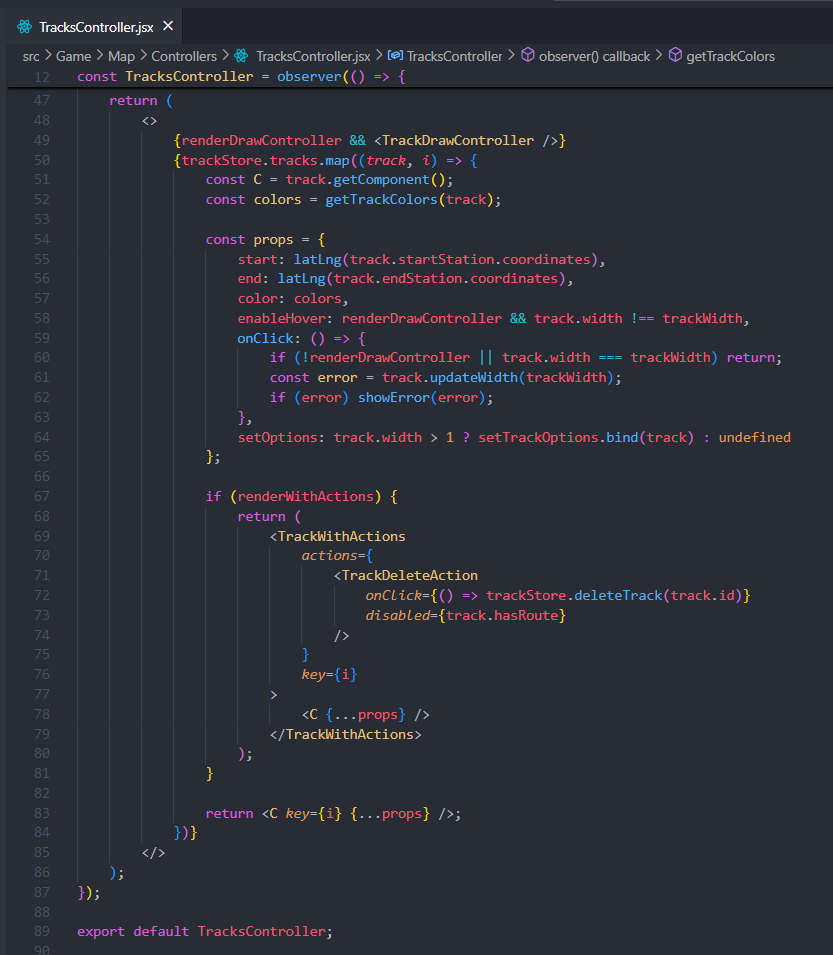 TracksController.jsx
src > Game > Map > Controllers > TracksController.jsx > TracksController > observer() callback > getTrackColors
12 const TracksController = observer(() => {
47     return (
48         <>
49             {renderDrawController && <TrackDrawController />}
50             {trackStore.tracks.map((track, i) => {
51                 const C = track.getComponent();
52                 const colors = getTrackColors(track);
53
54                 const props = {
55                     start: latLng(track.startStation.coordinates),
56                     end: latLng(track.endStation.coordinates),
57                     color: colors,
58                     enableHover: renderDrawController && track.width !== trackWidth,
59                     onClick: () => {
60                         if (!renderDrawController || track.width === trackWidth) return;
61                         const error = track.updateWidth(trackWidth);
62                         if (error) showError(error);
63                     },
64                     setOptions: track.width > 1 ? setTrackOptions.bind(track) : undefined
65                 };
66
67                 if (renderWithActions) {
68                     return (
69                         <TrackWithActions
70                             actions={
71                                 <TrackDeleteAction
72                                     onClick={() => trackStore.deleteTrack(track.id)}
73                                     disabled={track.hasRoute}
74                                 />
75                             }
76                             key={i}
77                         >
78                             <C {...props} />
79                         </TrackWithActions>
80                     );
81                 }
82
83                 return <C key={i} {...props} />;
84             })}
85         </>
86     );
87 });
88
89 export default TracksController;
90